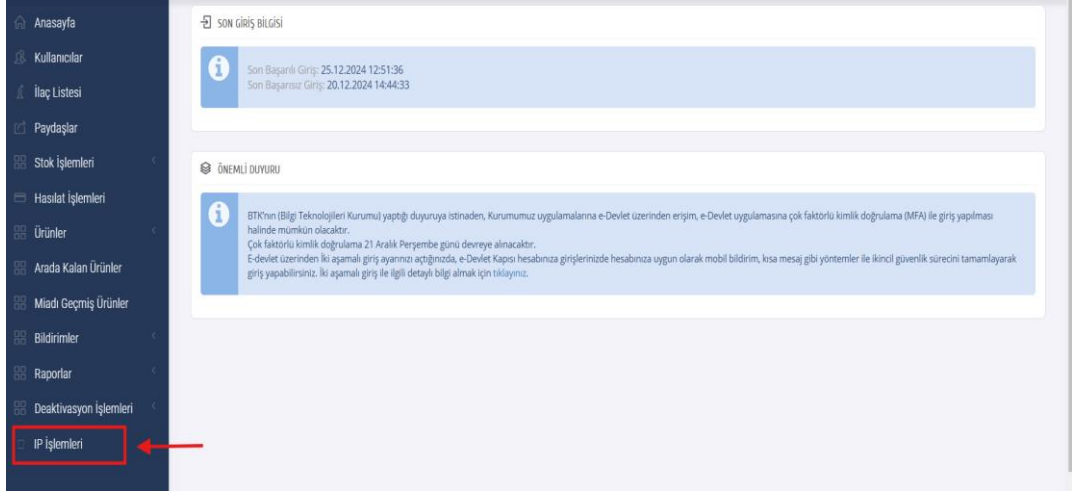 Anasayfa
Kullanıcılar
İlaç Listesi
Paydaşlar
Stok İşlemleri
Hasılat İşlemleri
Ürünler
Arada Kalan Ürünler
Miadı Geçmiş Ürünler
Bildirimler
Raporlar
Deaktivasyon İşlemleri
IP İşlemleri
SON GİRİŞ BİLGİSİ
Son Başarılı Giriş: 25.12.2024 12:51:36
Son Başarısız Giriş: 20.12.2024 14:44:33
ÖNEMLİ DUYURU
BTK'nın (Bilgi Teknolojileri Kurumu) yaptığı duyuruya istinaden, Kurumumuz uygulamalarına e-Devlet üzerinden erişim, e-Devlet uygulamasına çok faktörlü kimlik doğrulama (MFA) ile giriş yapılması
halinde mümkün olacaktır.
Çok faktörlü kimlik doğrulama 21 Aralık Perşembe günü devreye alınacaktır.
E-devlet üzerinden İki aşamalı giriş ayarınızı açtığınızda, e-Devlet Kapısı hesabınıza girişlerinizde hesabınıza uygun olarak mobil bildirim, kısa mesaj gibi yöntemler ile ikincil güvenlik sürecini tamamlayarak
giriş yapabilirsiniz. İki aşamalı giriş ile ilgili detaylı bilgi almak için tıklayınız.